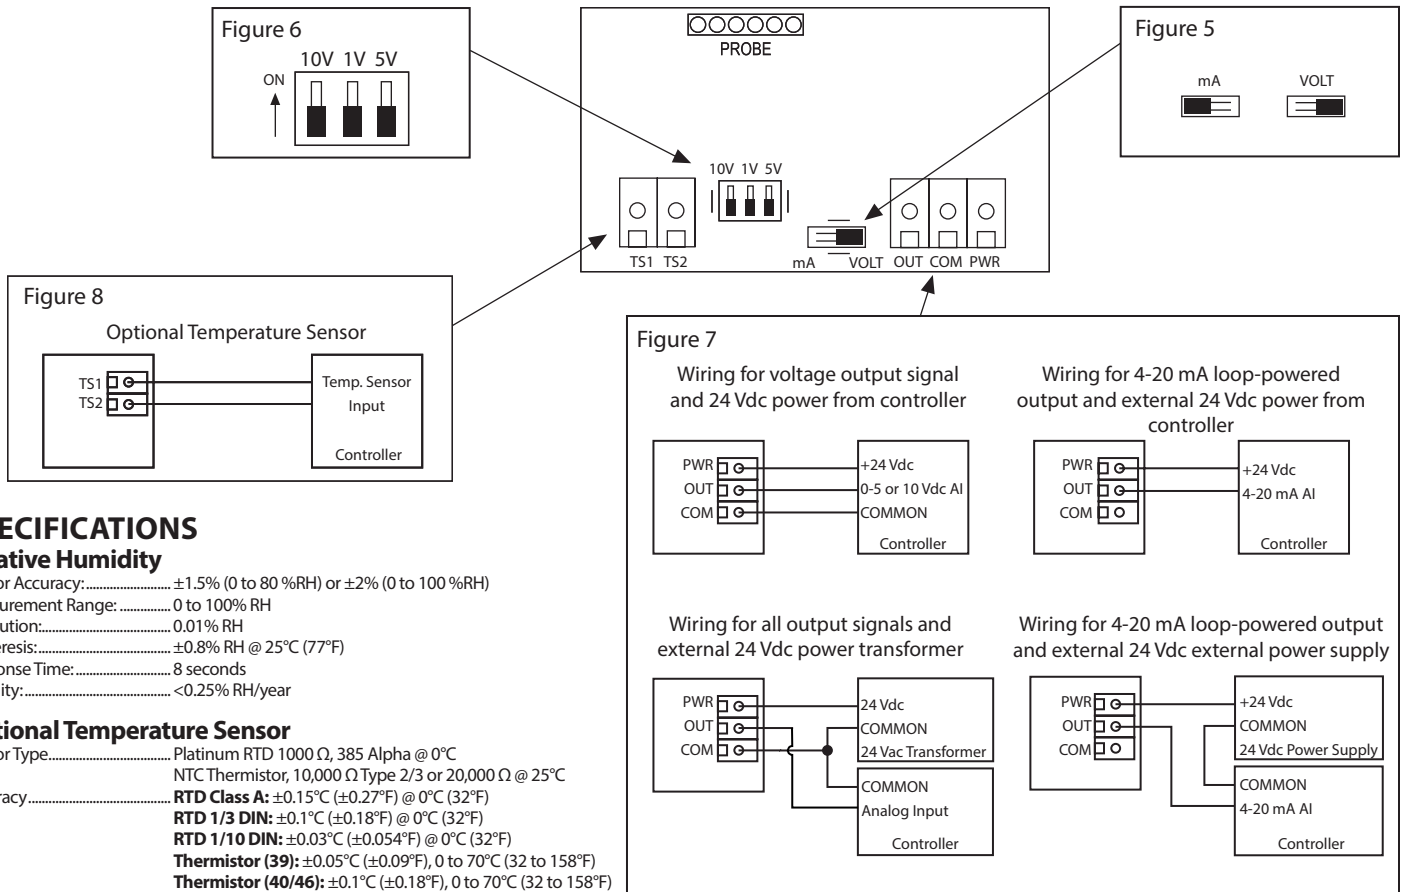 Figure 6
10V 1V 5V
ON
PROBE
10V 1V 5V
TS1 TS2
mA VOLT OUT COM PWR
Figure 5
mA VOLT
Figure 8
Optional Temperature Sensor
TS1
TS2
Temp. Sensor
Input
Controller
Figure 7
Wiring for voltage output signal
and 24 Vdc power from controller
PWR
OUT
COM
+24 Vdc
0-5 or 10 Vdc AI
COMMON
Controller
Wiring for 4-20 mA loop-powered
output and external 24 Vdc power from
controller
PWR
OUT
COM
+24 Vdc
4-20 mA AI
Controller
Wiring for all output signals and
external 24 Vdc power transformer
PWR
OUT
COM
24 Vdc
COMMON
24 Vac Transformer
COMMON
Analog Input
Controller
Wiring for 4-20 mA loop-powered output
and external 24 Vdc external power supply
PWR
OUT
COM
+24 Vdc
COMMON
24 Vdc Power Supply
COMMON
4-20 mA AI
Controller
ECIFICATIONS
ative Humidity
or Accuracy:......................... ±1.5% (0 to 80 %RH) or ±2% (0 to 100 %RH)
urement Range: ............... 0 to 100% RH
ution:...................................... 0.01% RH
eresis:....................................... ±0.8% RH @ 25°C (77°F)
onse Time: ............................ 8 seconds
ity:........................................... <0.25% RH/year
tional Temperature Sensor
or Type.................................... Platinum RTD 1000 Ω, 385 Alpha @ 0°C
NTC Thermistor, 10,000 Ω Type 2/3 or 20,000 Ω @ 25°C
racy.......................................... RTD Class A: ±0.15°C (±0.27°F) @ 0°C (32°F)
RTD 1/3 DIN: ±0.1°C (±0.18°F) @ 0°C (32°F)
RTD 1/10 DIN: ±0.03°C (±0.054°F) @ 0°C (32°F)
Thermistor (39): ±0.05°C (±0.09°F), 0 to 70°C (32 to 158°F)
Thermistor (40/46): ±0.1°C (±0.18°F), 0 to 70°C (32 to 158°F)